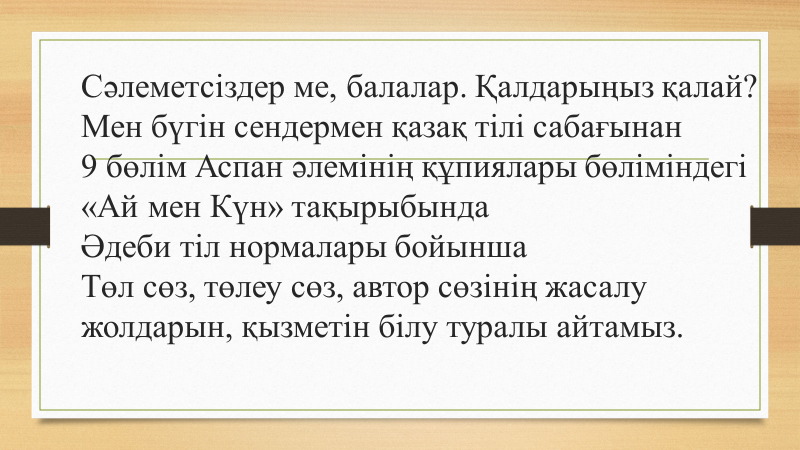 Сәлеметсіздер ме, балалар. Қалдарыңыз қалай?
Мен бүгін сендермен қазақ тілі сабағынан
9 бөлім Аспан әлемінің құпиялары бөліміндегі
«Ай мен Күн» тақырыбында
Әдеби тіл нормалары бойынша
Төл сөз, төлеу сөз, автор сөзінің жасалу
жолдарын, қызметін білу туралы айтамыз.